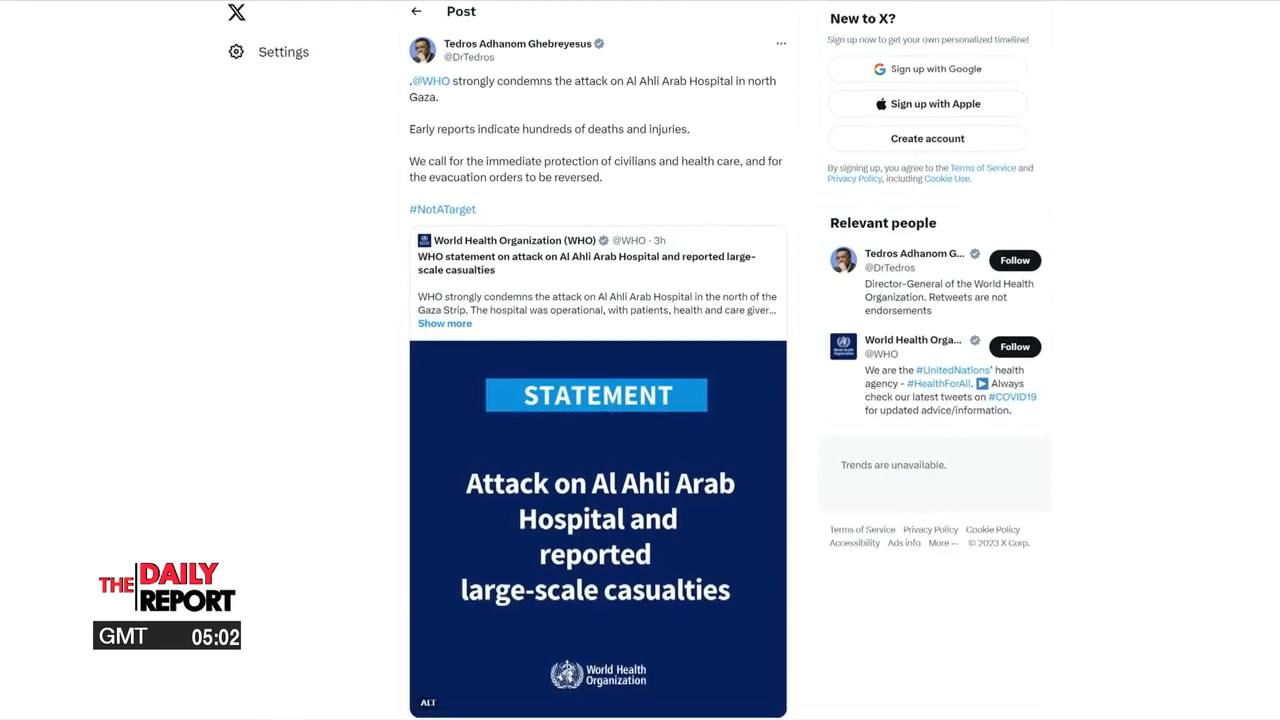 Settings
Post
Tedros Adhanom Ghebreyesus
@DrTedros
.@WHO strongly condemns the attack on Al Ahli Arab Hospital in north
Gaza.
Early reports indicate hundreds of deaths and injuries.
We call for the immediate protection of civilians and health care, and for
the evacuation orders to be reversed.
#NotATarget
World Health Organization (WHO) @WHO · 3h
WHO statement on attack on Al Ahli Arab Hospital and reported large-
scale casualties
WHO strongly condemns the attack on Al Ahli Arab Hospital in the north of the
Gaza Strip. The hospital was operational, with patients, health and care giver...
Show more
STATEMENT
Attack on Al Ahli Arab
Hospital and
reported
large-scale casualties
World Health
Organization
ALT
New to X?
Sign up now to get your own personalized timeline!
Sign up with Google
Sign up with Apple
Create account
By signing up, you agree to the Terms of Service and
Privacy Policy, including Cookie Use.
Relevant people
Tedros Adhanom G...
@DrTedros
Follow
Director-General of the World Health
Organization. Retweets are not
endorsements
World Health Orga...
@WHO
Follow
We are the #UnitedNations' health
agency - #HealthForAll. ▶️ Always
check our latest tweets on #COVID19
for updated advice/information.
Trends are unavailable.
Terms of Service Privacy Policy Cookie Policy
Accessibility Ads info More ··· © 2023 X Corp.
THE DAILY
REPORT
GMT 05:02